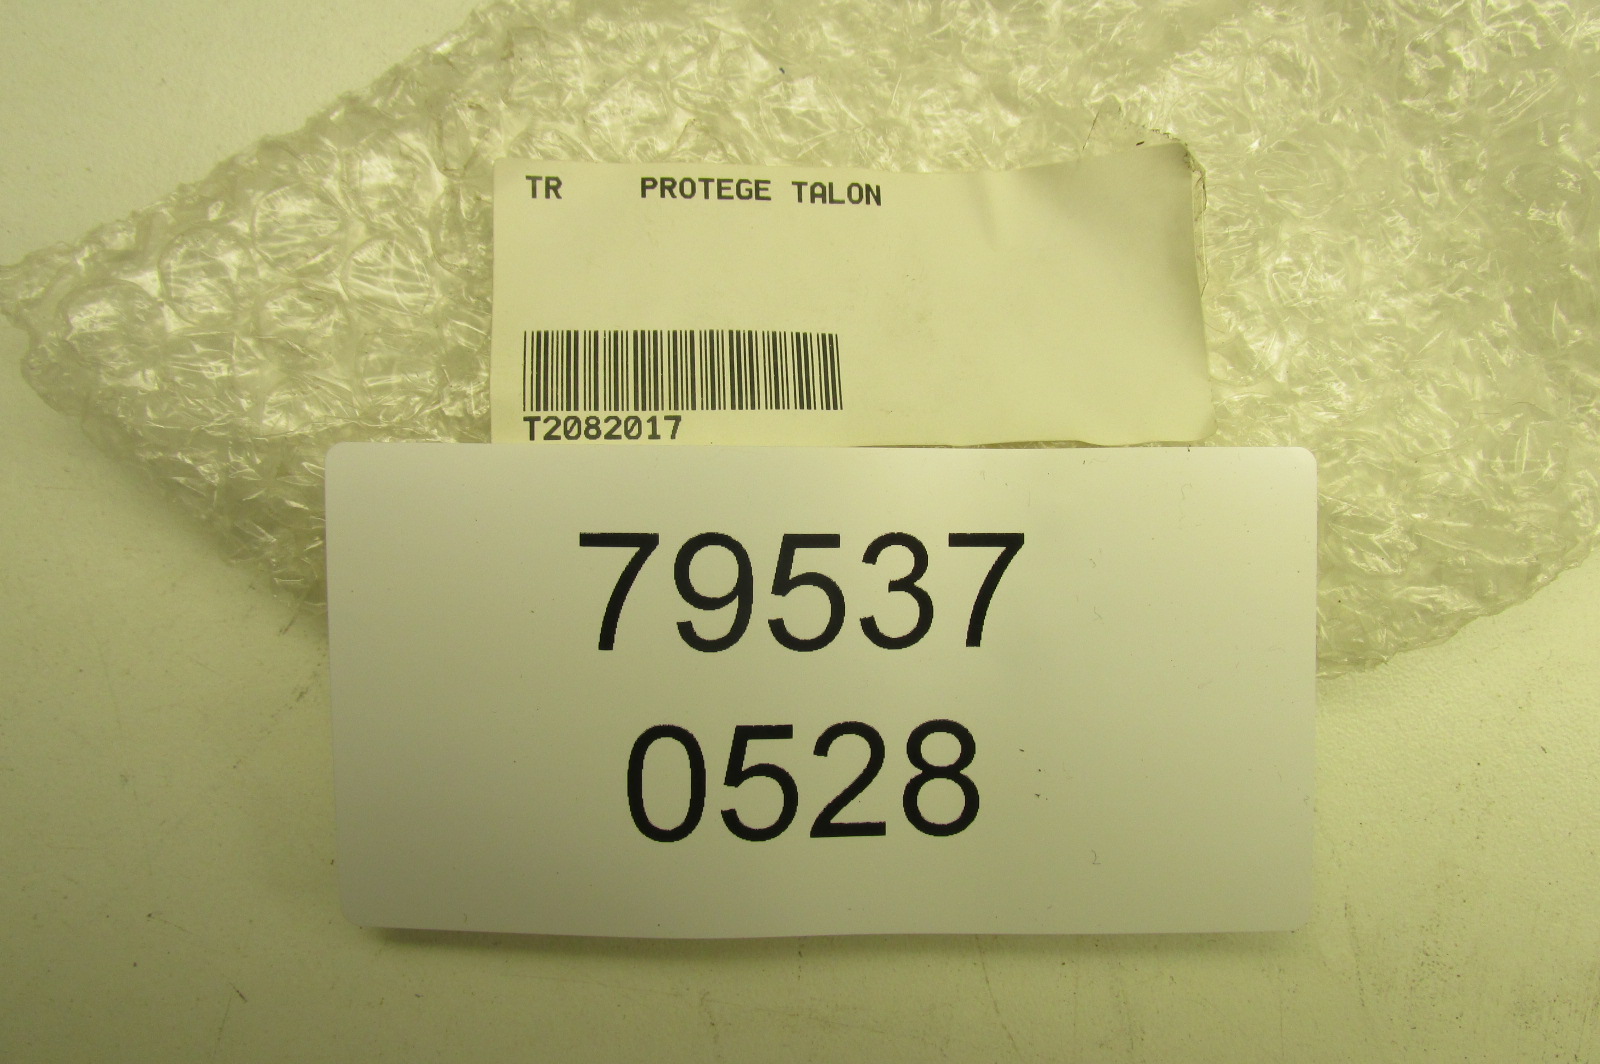 TR PROTEGE TALON
T2082017
79537
0528